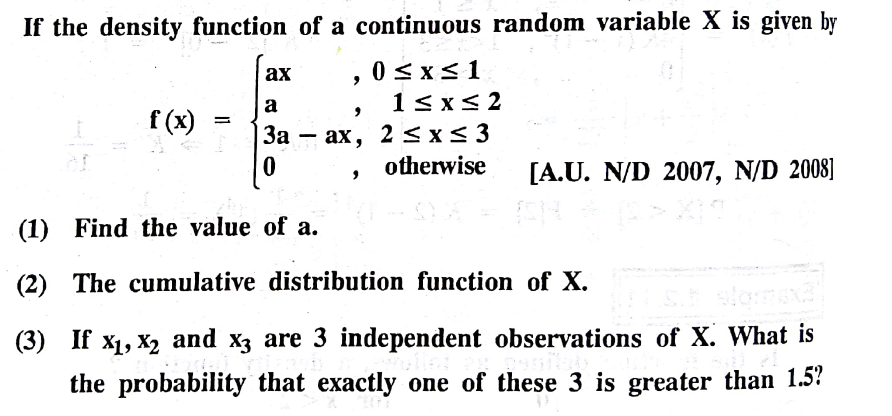 If the density function of a continuous random variable X is given by
f (x) = { ax , 0 ≤ x ≤ 1
a , 1 ≤ x ≤ 2
3a – ax, 2 ≤ x ≤ 3
0 , otherwise [A.U. N/D 2007, N/D 2008]
(1) Find the value of a.
(2) The cumulative distribution function of X.
(3) If x₁, x₂ and x₃ are 3 independent observations of X. What is
the probability that exactly one of these 3 is greater than 1.5?